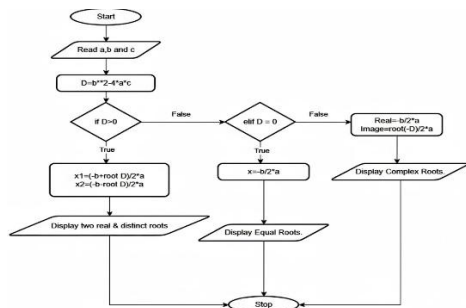 Start
Read a,b and c
D=b**2-4*a*c
if D>0
False
elif D = 0
False
Real=-b/2*a
Image=root(-D)/2*a
True
True
x1=(-b+root D)/2*a
x2=(-b-root D)/2*a
x=-b/2*a
Display Complex Roots.
Display two real & distinct roots
Display Equal Roots.
Stop